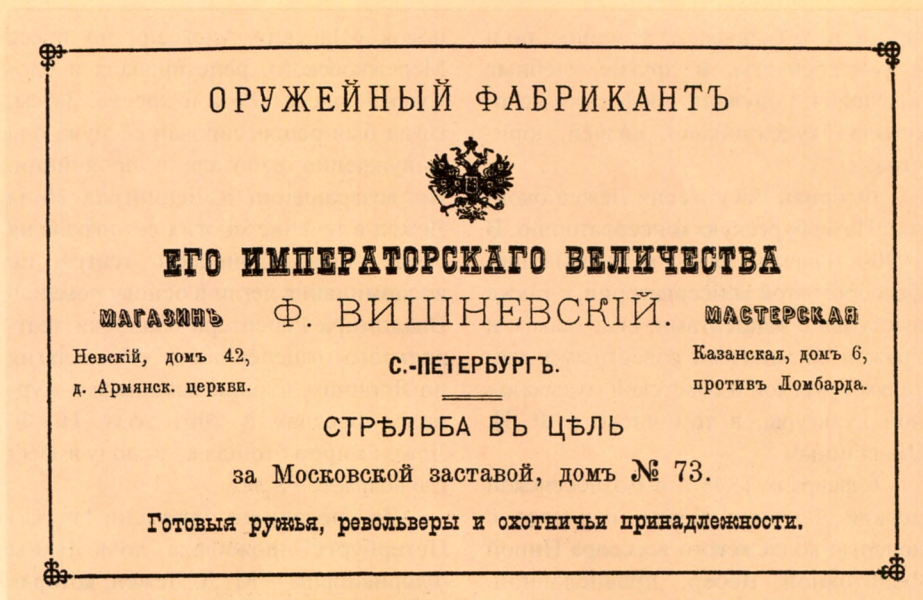 ОРУЖЕЙНЫЙ ФАБРИКАНТЪ
ЕГО ИМПЕРАТОРСКАГО ВЕЛИЧЕСТВА
Ф. ВИШНЕВСКІЙ.
МАГАЗИНЪ
Невскій, домъ 42,
д. Армянск. церкви.
С.-ПЕТЕРБУРГЪ.
МАСТЕРСКАЯ
Казанская, домъ 6,
противъ Ломбарда.
СТРѢЛЬБА ВЪ ЦѢЛЬ
за Московской заставой, домъ № 73.
Готовыя ружья, револьверы и охотничьи принадлежности.